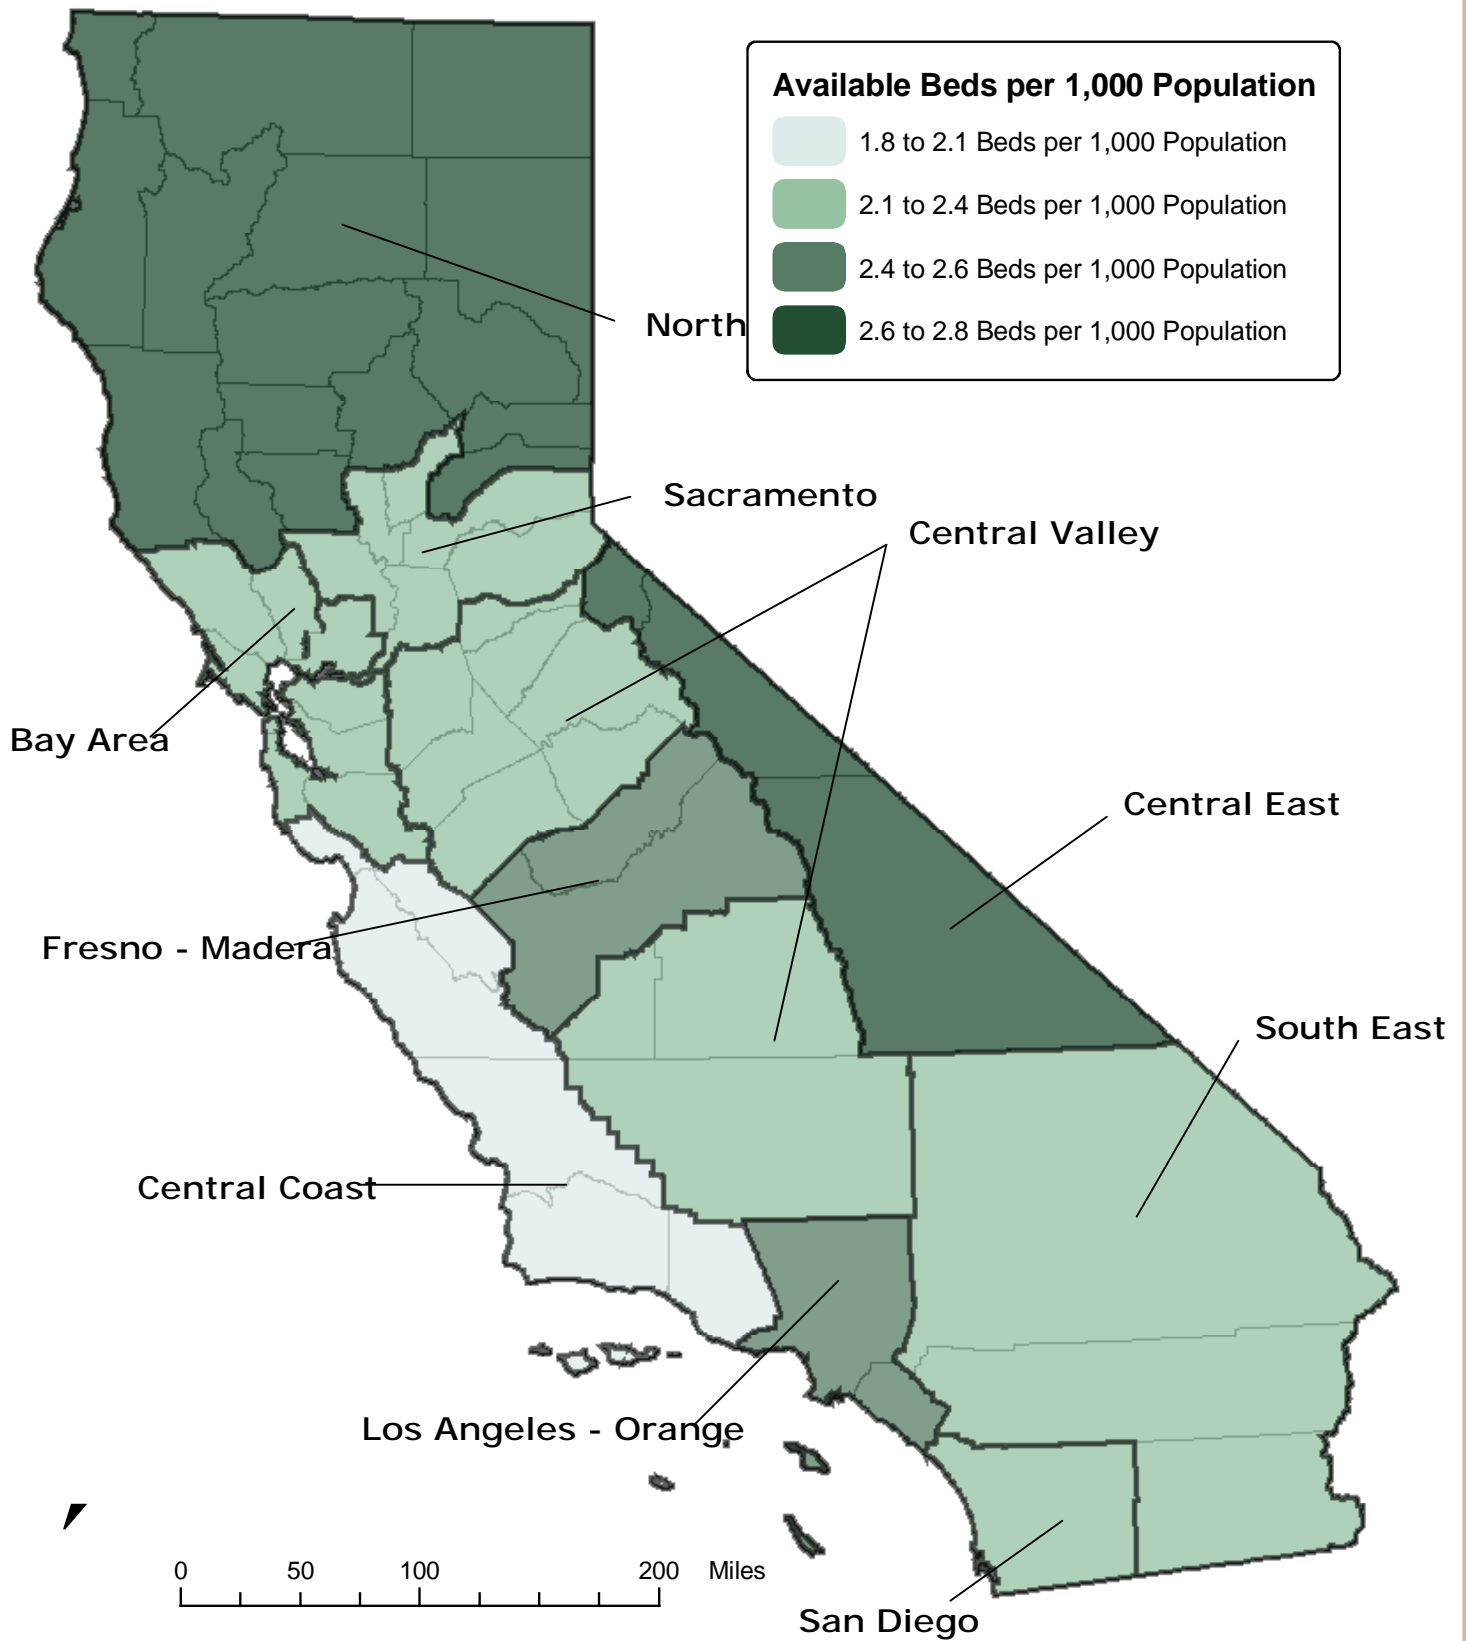 Available Beds per 1,000 Population
1.8 to 2.1 Beds per 1,000 Population
2.1 to 2.4 Beds per 1,000 Population
2.4 to 2.6 Beds per 1,000 Population
2.6 to 2.8 Beds per 1,000 Population
North
Sacramento
Central Valley
Bay Area
Central East
Fresno - Madera
South East
Central Coast
Los Angeles - Orange
0 50 100 200 Miles
San Diego